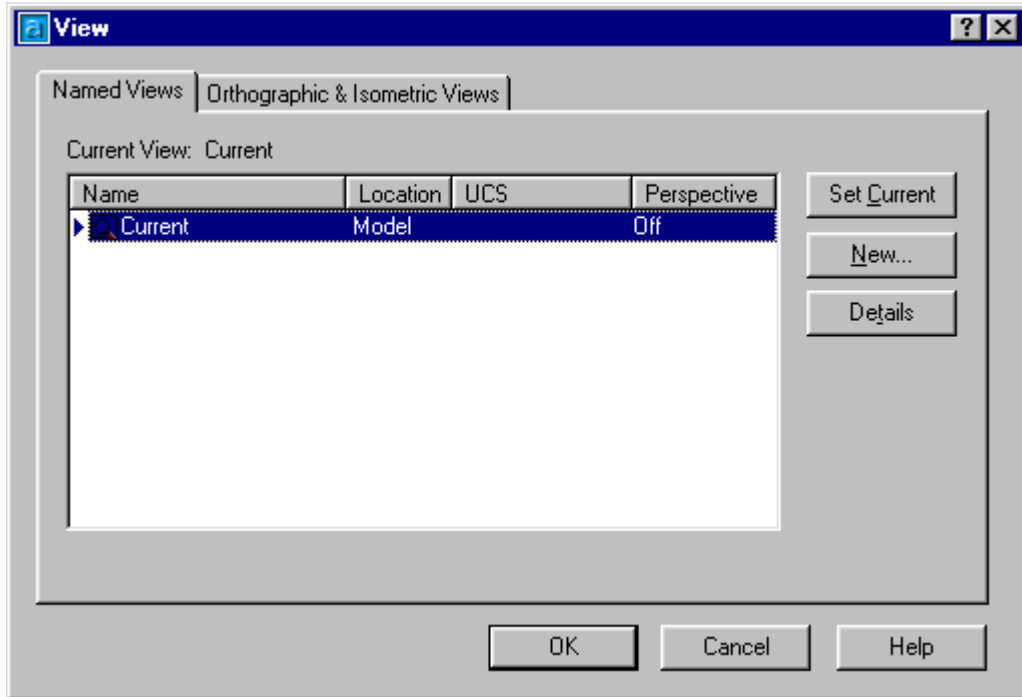 View
Named Views Orthographic & Isometric Views
Current View: Current
Name Location UCS Perspective
Current Model Off
Set Current
New...
Details
OK Cancel Help